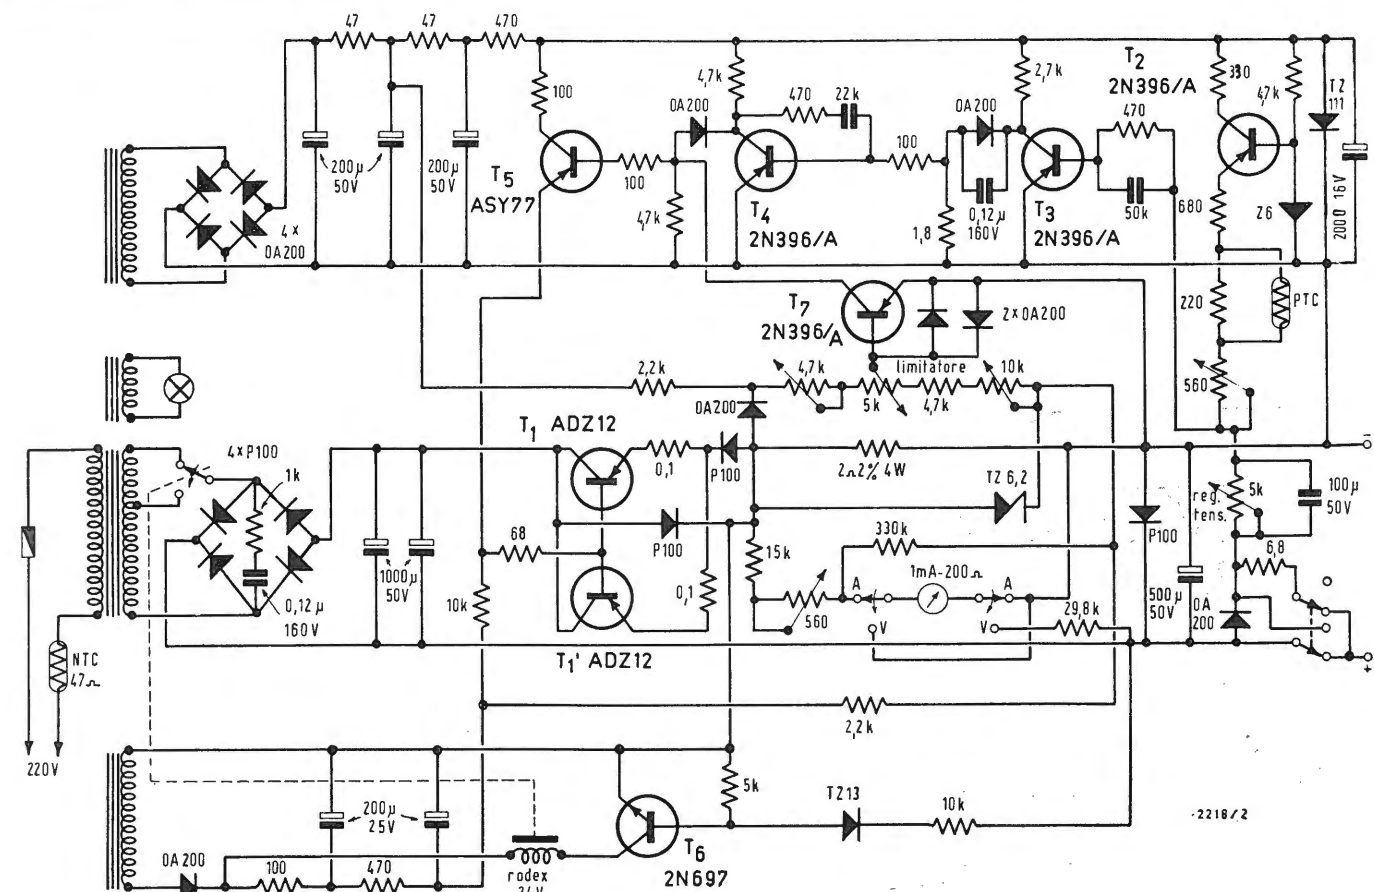 47
47
470
100
4,7k
470
22k
0A200
0A200
2,7k
T2
2N396/A
470
330
4,7k
TZ
111
200µ
50V
200µ
50V
T5
ASY77
100
4,7k
T4
2N396/A
100
1,8
0,12µ
160V
T3
2N396/A
50k
680
Z6
2000 16V
4×
0A200
T7
2N396/A
2×0A200
220
PTC
560
2,2k
4,7k
limitatore
10k
5k
4,7k
0A200
T1 ADZ12
4×P100
1k
0,1
P100
2Ω2% 4W
TZ 6,2
reg.
tens.
5k
100µ
50V
68
P100
15k
330k
P100
6,8
1000µ
50V
0,12µ
160V
10k
0,1
560
A
1mA-200Ω
A
V
V
29,8k
500µ
50V
0A
200
T1' ADZ12
NTC
47Ω
220V
2,2k
−
+
200µ
25V
5k
TZ13
10k
T6
2N697
0A200
100
470
rodex
24V
-2218/2